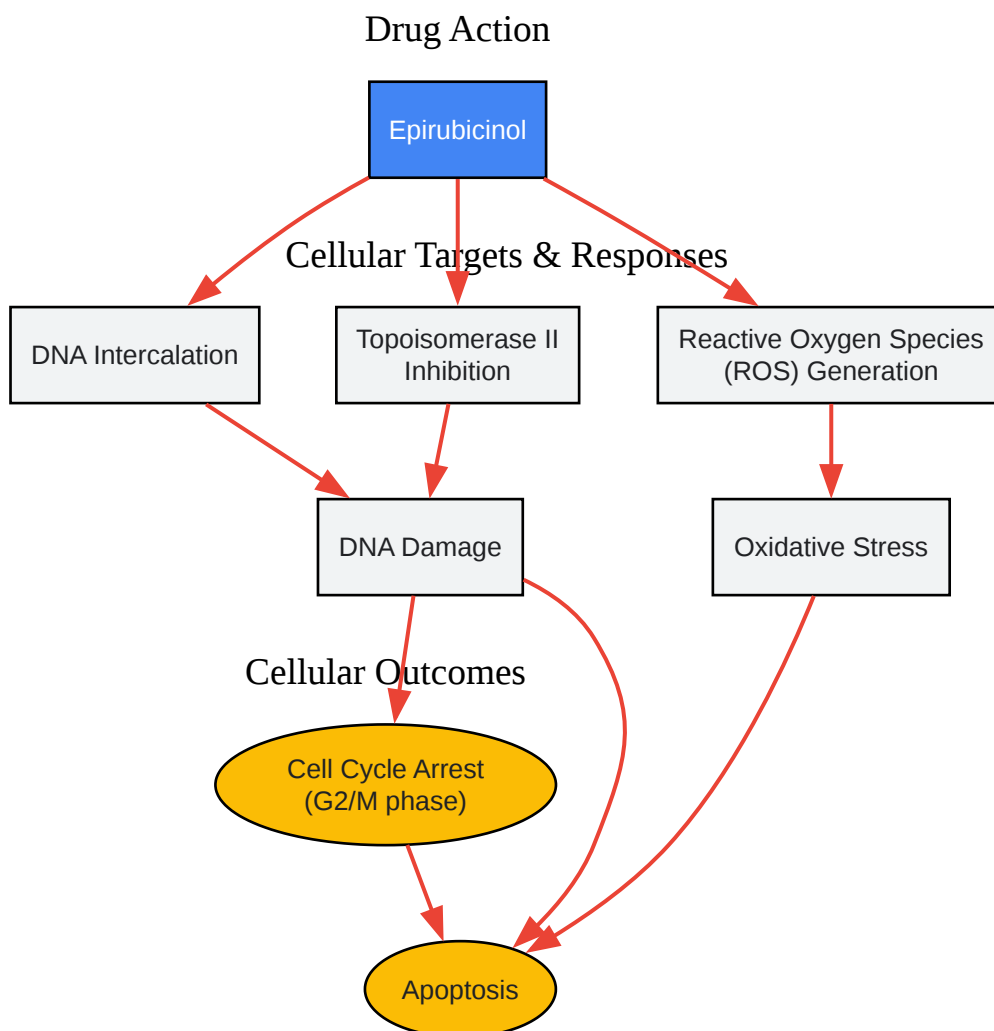 Drug Action
Epirubicinol
Cellular Targets & Responses
DNA Intercalation
Topoisomerase II
Inhibition
Reactive Oxygen Species
(ROS) Generation
DNA Damage
Oxidative Stress
Cellular Outcomes
Cell Cycle Arrest
(G2/M phase)
Apoptosis